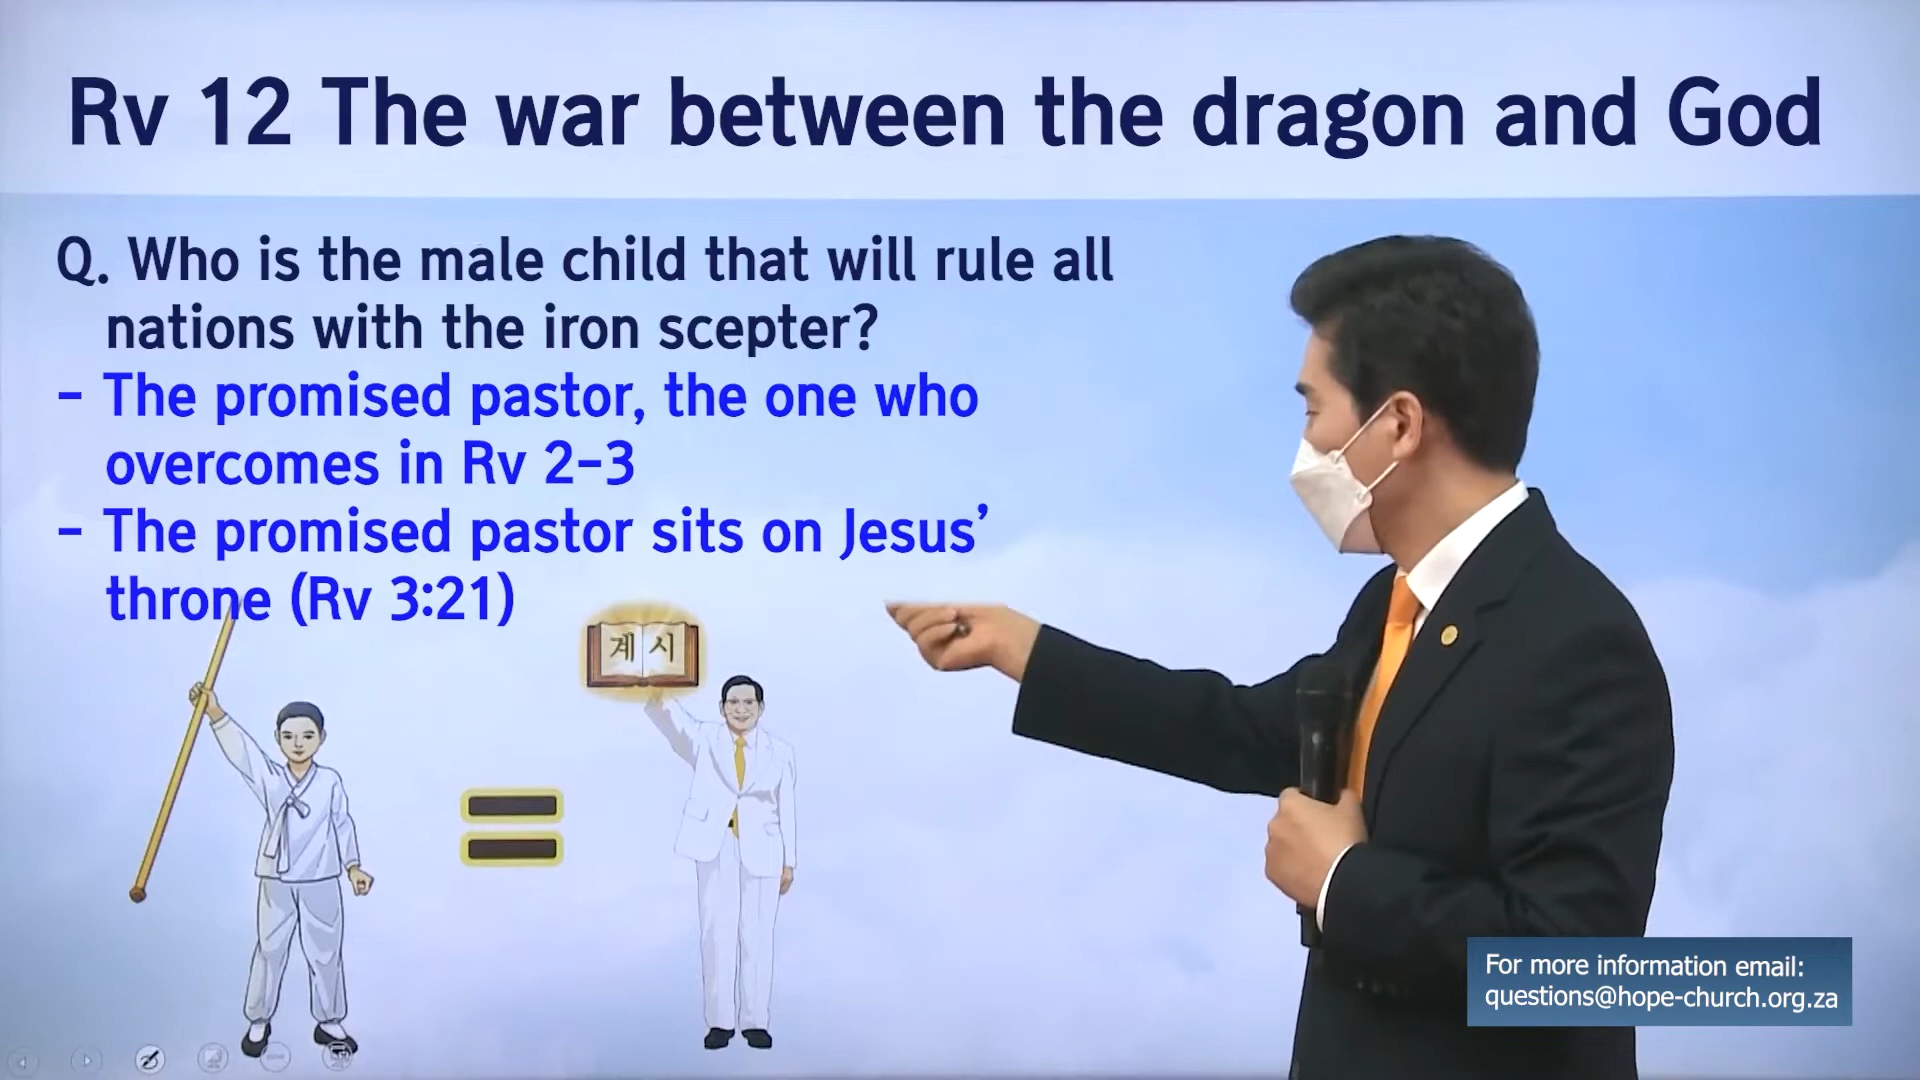 Rv 12 The war between the dragon and God
Q. Who is the male child that will rule all
nations with the iron scepter?
- The promised pastor, the one who
overcomes in Rv 2-3
- The promised pastor sits on Jesus’
throne (Rv 3:21)
계시
For more information email:
questions@hope-church.org.za